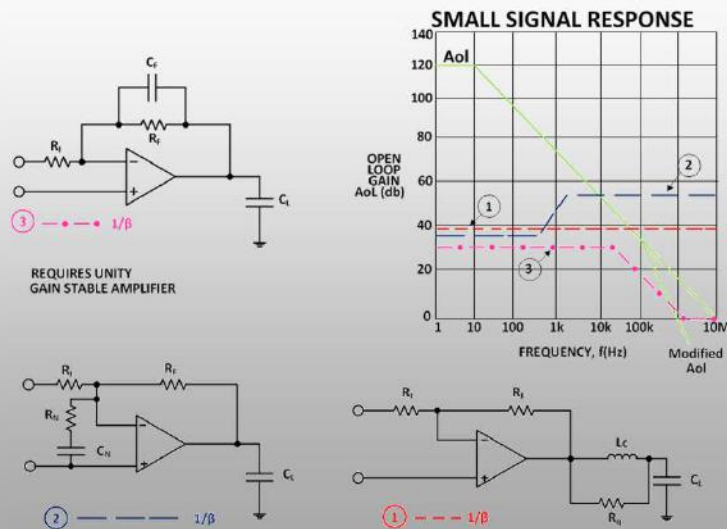 SMALL SIGNAL RESPONSE
140
120
100
80
60
40
20
0
Aol
OPEN
LOOP
GAIN
AoL (db)
1
2
3
1 10 100 1k 10k 100k 10M
FREQUENCY, f(Hz)
Modified
Aol
CF
RI
RF
−
+
CL
3 1/β
REQUIRES UNITY
GAIN STABLE AMPLIFIER
RI
RF
RN
CN
−
+
CL
2 1/β
RI
−
+
LC
CL
1 1/β